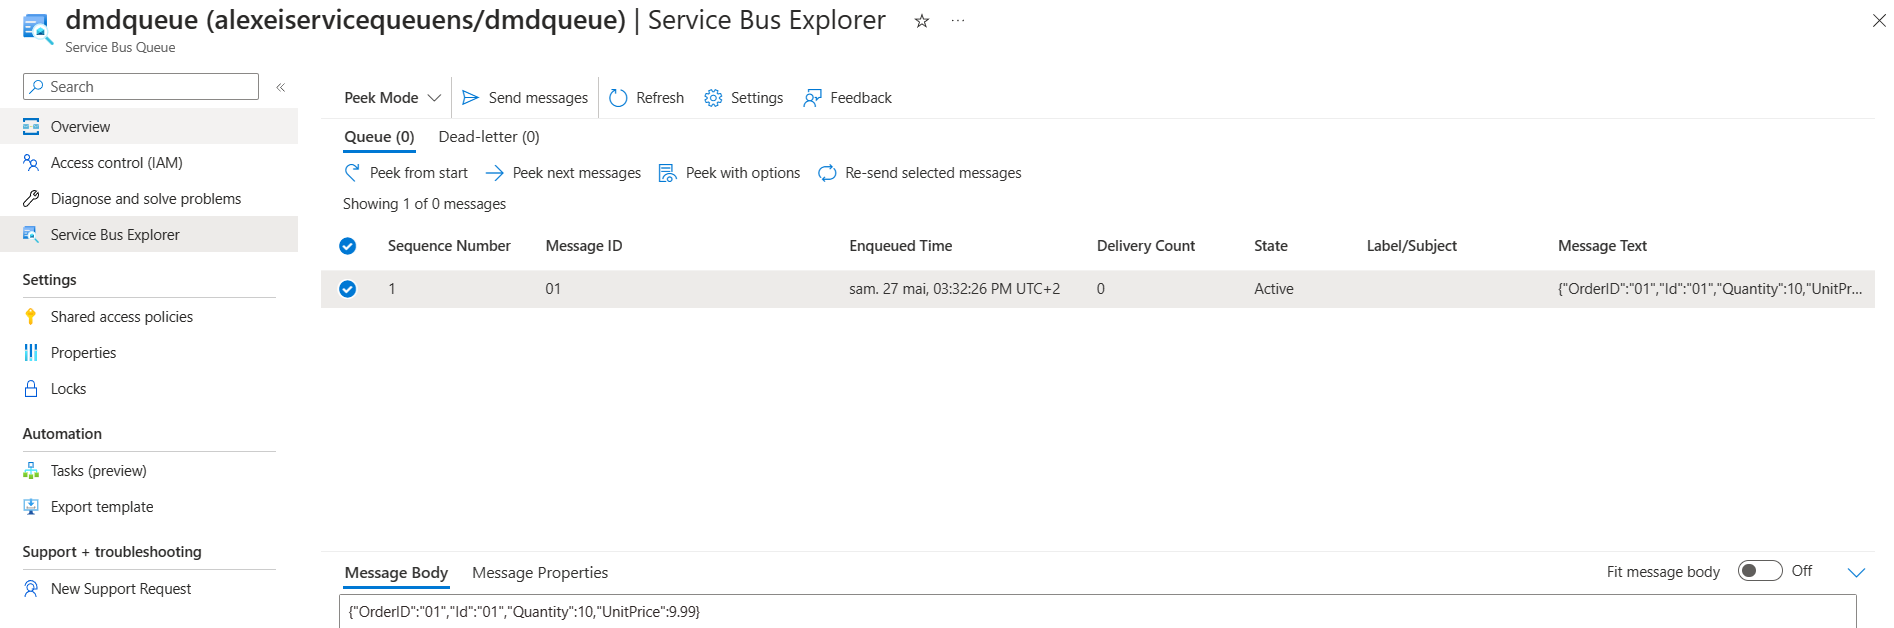 dmdqueue (alexeiservicequeuens/dmdqueue) | Service Bus Explorer ☆ ···
Service Bus Queue
Search «
Overview
Access control (IAM)
Diagnose and solve problems
Service Bus Explorer
Settings
Shared access policies
Properties
Locks
Automation
Tasks (preview)
Export template
Support + troubleshooting
New Support Request
Peek Mode Send messages Refresh Settings Feedback
Queue (0) Dead-letter (0)
Peek from start Peek next messages Peek with options Re-send selected messages
Showing 1 of 0 messages
Sequence Number Message ID Enqueued Time Delivery Count State Label/Subject Message Text
1 01 sam. 27 mai, 03:32:26 PM UTC+2 0 Active {"OrderID":"01","Id":"01","Quantity":10,"UnitPr...
Message Body Message Properties Fit message body Off
{"OrderID":"01","Id":"01","Quantity":10,"UnitPrice":9.99}